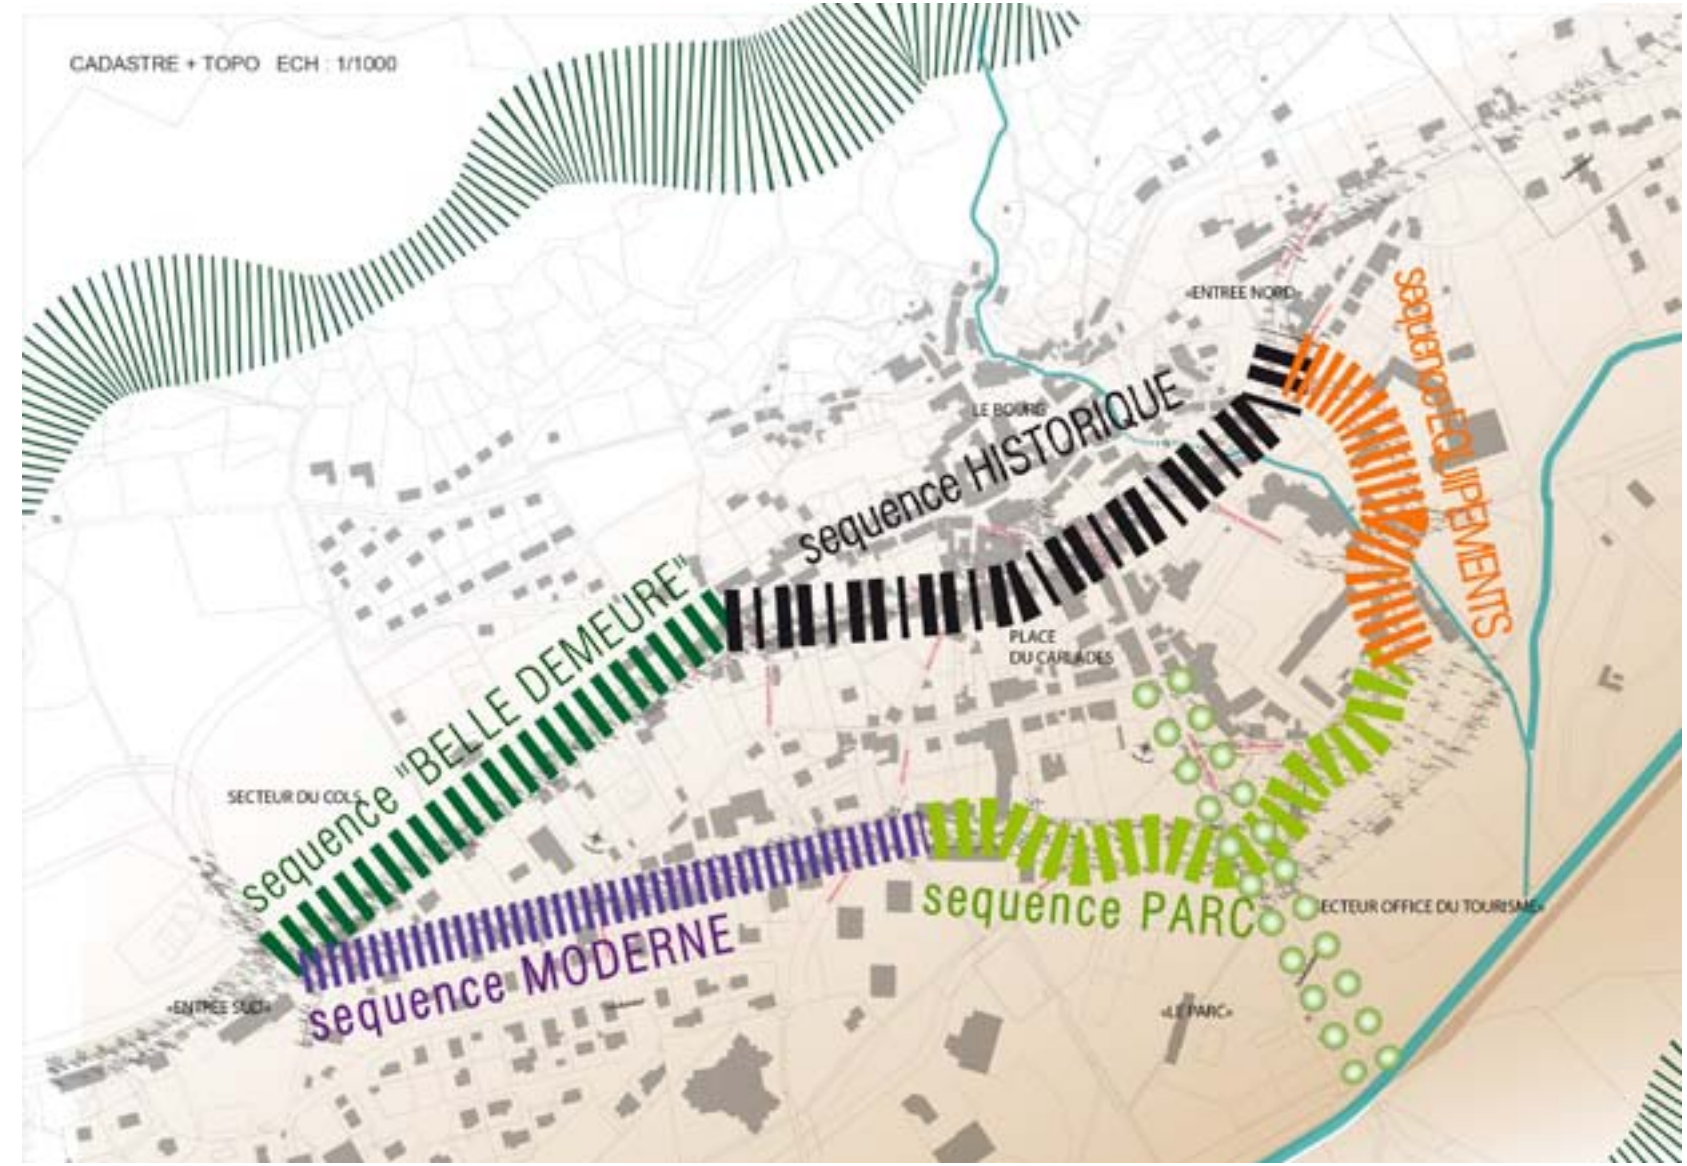 CADASTRE + TOPO ECH : 1/1000
«ENTREE NORD»
sequence EQUIPEMENTS
LE BOURG
sequence HISTORIQUE
sequence "BELLE DEMEURE"
PLACE
DU CARLADES
SECTEUR DU COLS
sequence PARC
ECTEUR OFFICE DU TOURISME»
sequence MODERNE
«ENTREE SUD»
«LE PARC»